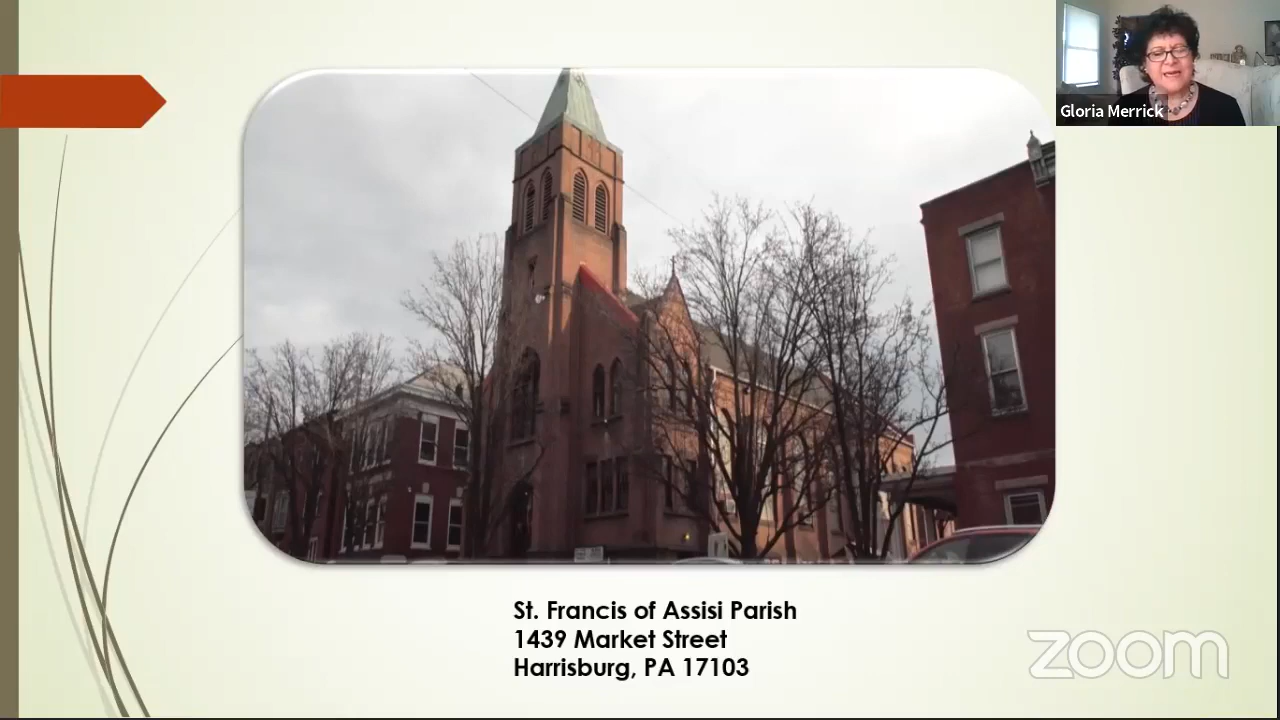 Gloria Merrick
St. Francis of Assisi Parish
1439 Market Street
Harrisburg, PA 17103
zoom